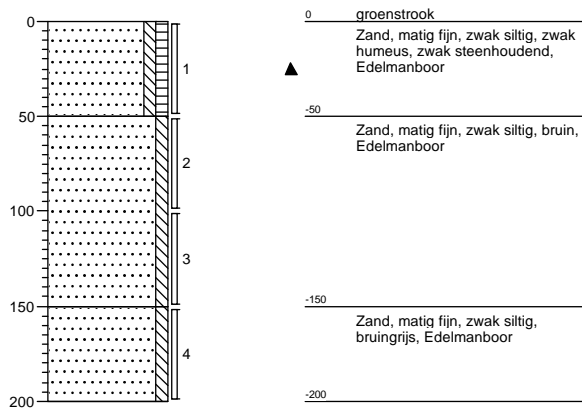 0
50
100
150
200
1
2
3
4
0
groenstrook
Zand, matig fijn, zwak siltig, zwak
humeus, zwak steenhoudend,
Edelmanboor
-50
Zand, matig fijn, zwak siltig, bruin,
Edelmanboor
-150
Zand, matig fijn, zwak siltig,
bruingrijs, Edelmanboor
-200